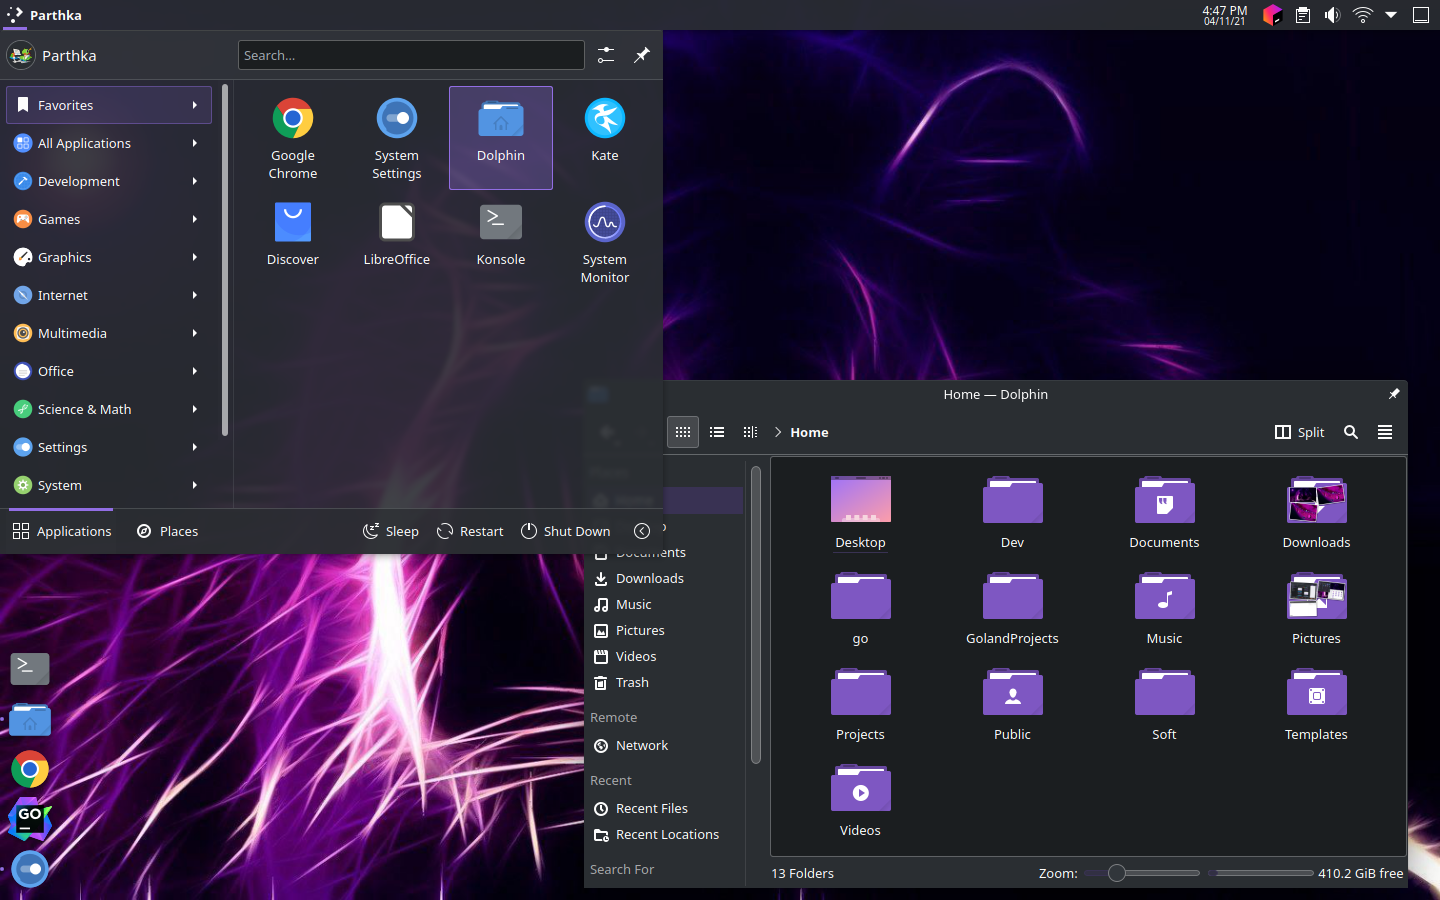 Parthka
4:47 PM
04/11/21
Parthka
Search...
Favorites
All Applications
Development
Games
Graphics
Internet
Multimedia
Office
Science & Math
Settings
System
Google
Chrome
System
Settings
Dolphin
Kate
Discover
LibreOffice
Konsole
System
Monitor
Applications
Places
Sleep
Restart
Shut Down
Home — Dolphin
Home
Split
Documents
Downloads
Music
Pictures
Videos
Trash
Remote
Network
Recent
Recent Files
Recent Locations
Search For
Desktop
Dev
Documents
Downloads
go
GolandProjects
Music
Pictures
Projects
Public
Soft
Templates
Videos
13 Folders
Zoom:
410.2 GiB free
GO